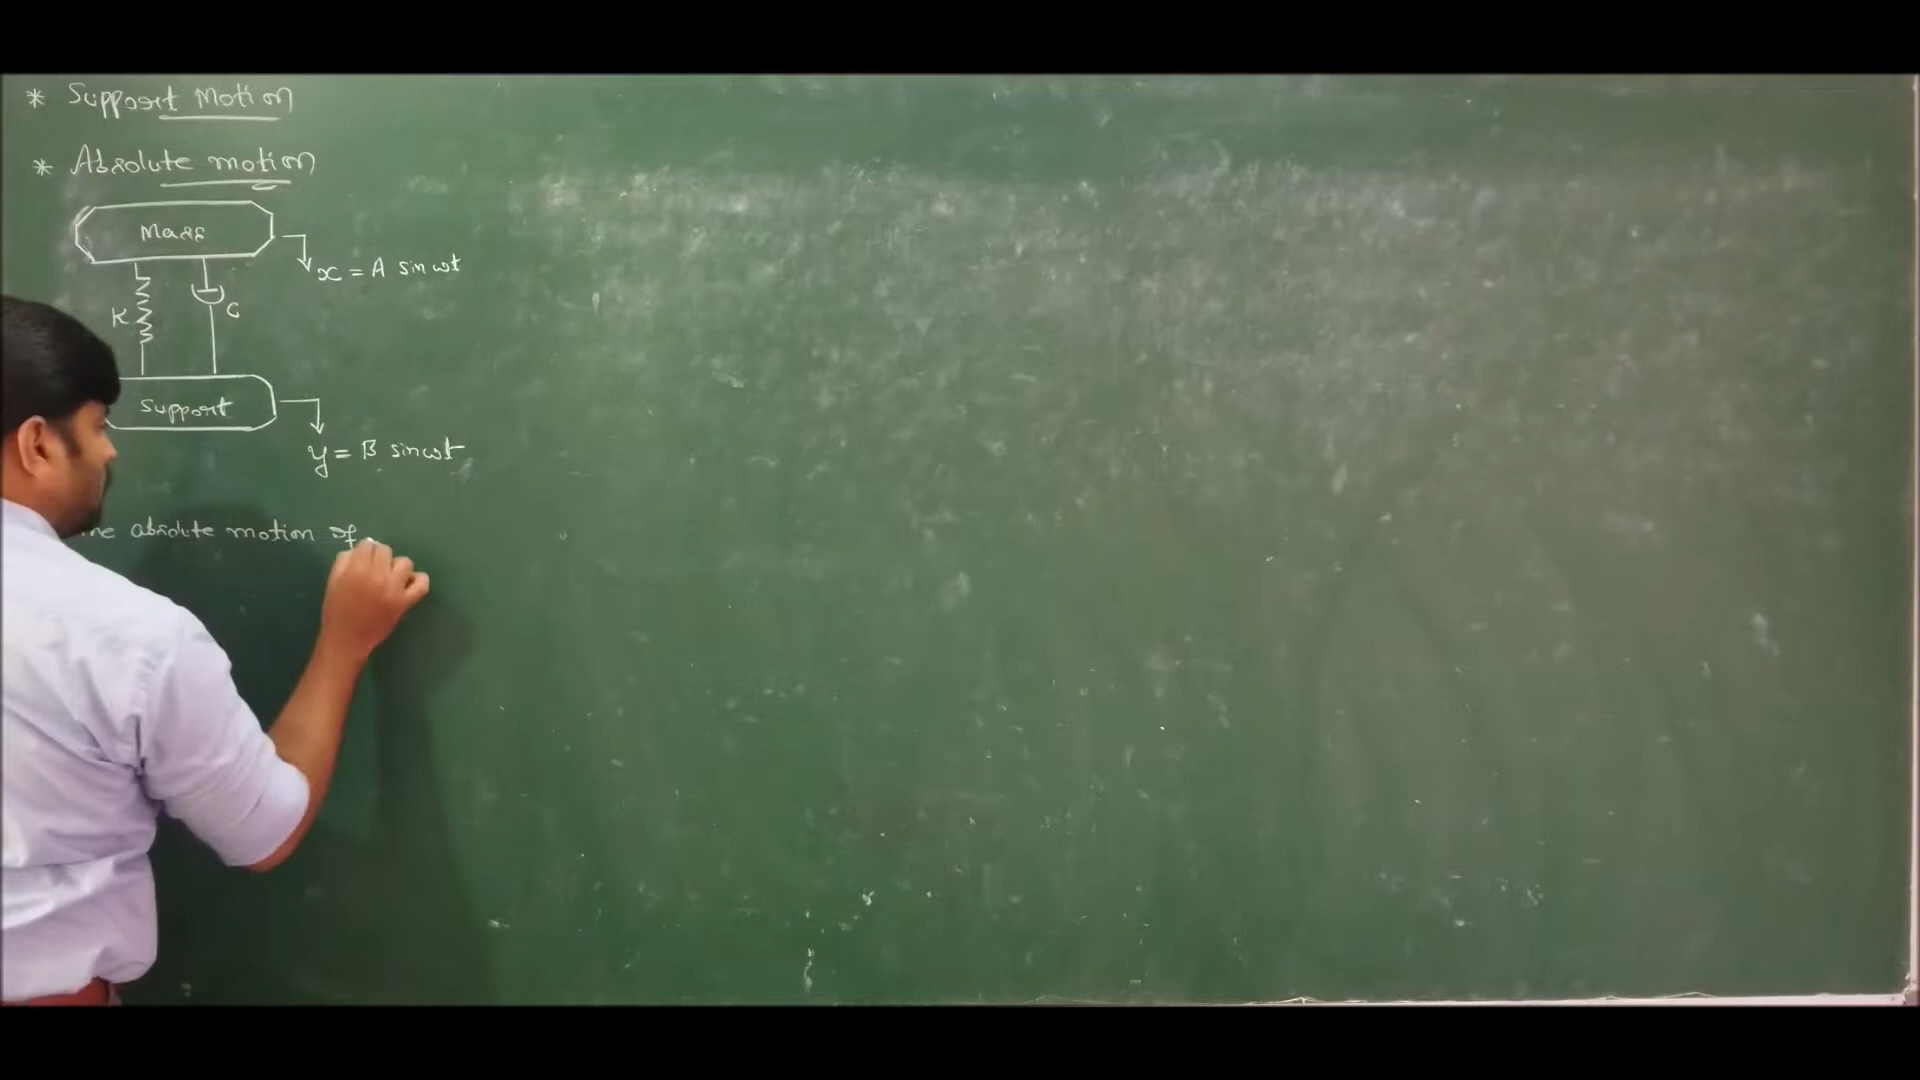 * Support Motion
* Absolute motion
Mass
x = A sin ωt
K
C
Support
y = B sin ωt
absolute motion of